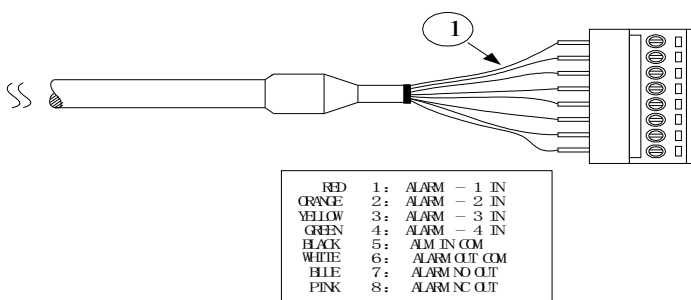 1
RED 1: ALARM - 1 IN
ORANGE 2: ALARM - 2 IN
YELLOW 3: ALARM - 3 IN
GREEN 4: ALARM - 4 IN
BLACK 5: ALM IN COM
WHITE 6: ALARM OUT COM
BLUE 7: ALARM NO OUT
PINK 8: ALARM NC OUT